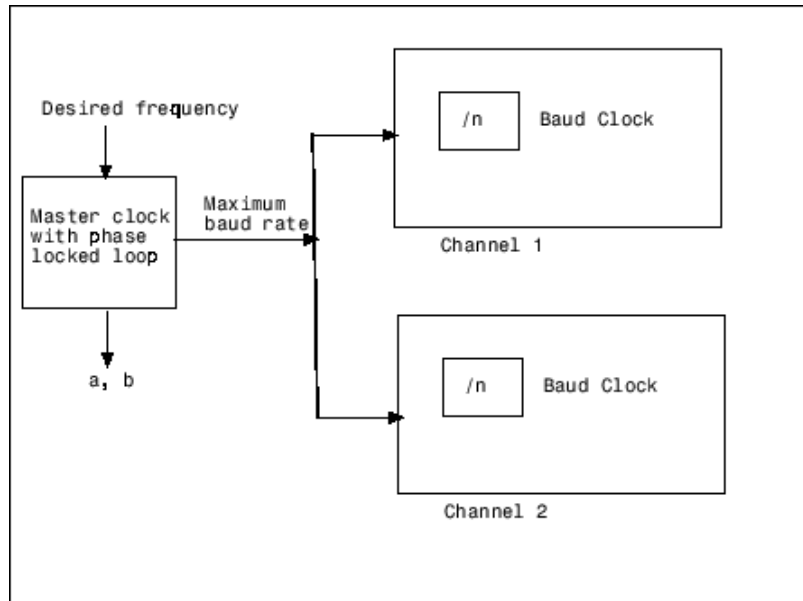 Desired frequency
Master clock
with phase
locked loop
a, b
Maximum
baud rate
/n
Baud Clock
Channel 1
/n
Baud Clock
Channel 2